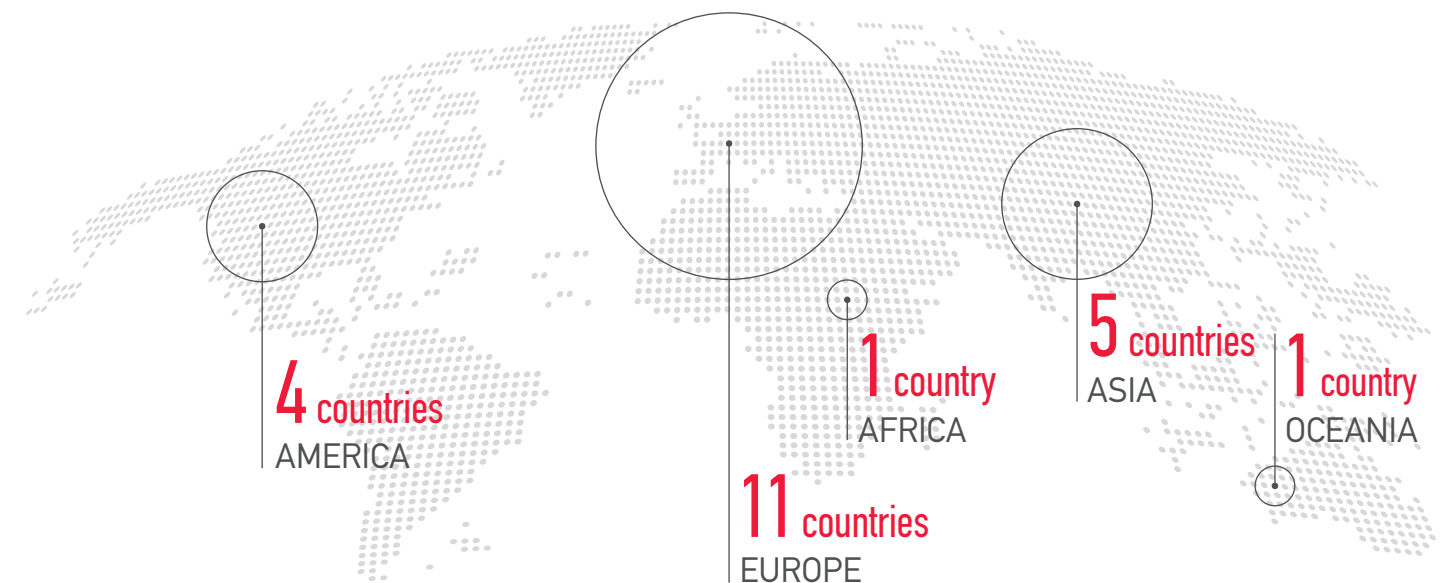 4 countries
AMERICA
11 countries
EUROPE
1 country
AFRICA
5 countries
ASIA
1 country
OCEANIA